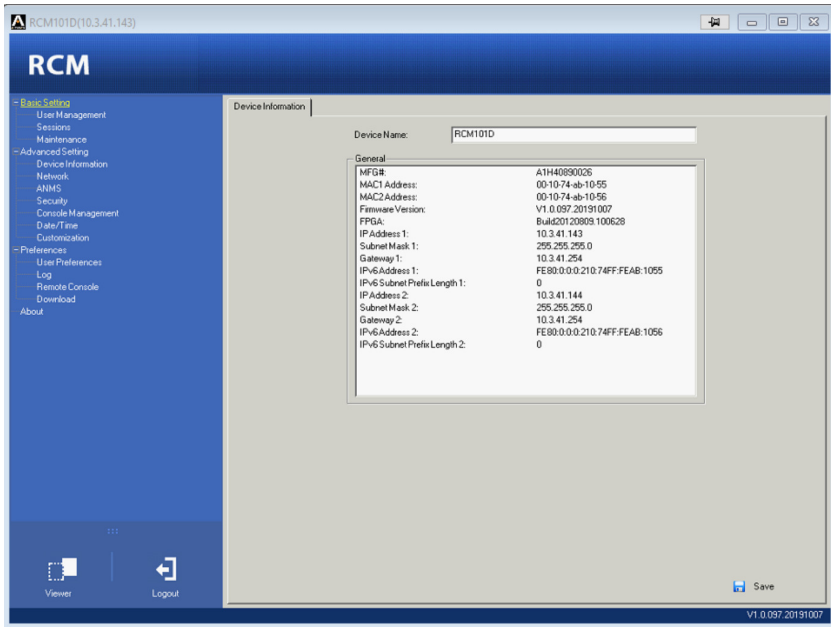 RCM101D(10.3.41.143)
RCM
Basic Setting
User Management
Sessions
Maintenance
Advanced Setting
Device Information
Network
ANMS
Security
Console Management
Date/Time
Customization
Preferences
User Preferences
Log
Remote Console
Download
About
Viewer
Logout
Device Information
Device Name: RCM101D
General
MFG#: A1H40890026
MAC1 Address: 00-10-74-ab-10-55
MAC2 Address: 00-10-74-ab-10-56
Firmware Version: V1.0.097.20191007
FPGA: Build20120809.100628
IP Address 1: 10.3.41.143
Subnet Mask 1: 255.255.255.0
Gateway 1: 10.3.41.254
IPv6 Address 1: FE80:0:0:0:210:74FF:FEAB:1055
IPv6 Subnet Prefix Length 1: 0
IP Address 2: 10.3.41.144
Subnet Mask 2: 255.255.255.0
Gateway 2: 10.3.41.254
IPv6 Address 2: FE80:0:0:0:210:74FF:FEAB:1056
IPv6 Subnet Prefix Length 2: 0
Save
V1.0.097.20191007